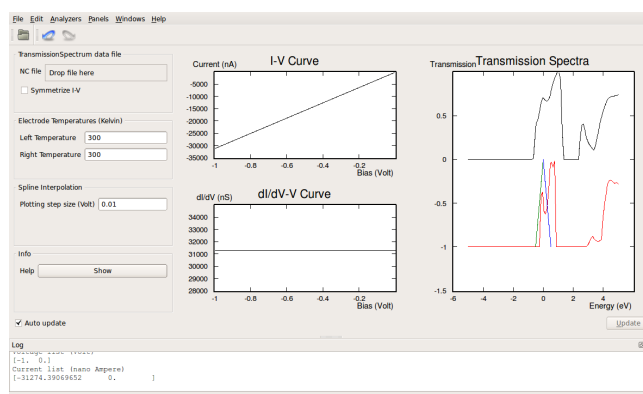 File Edit Analyzers Panels Windows Help
TransmissionSpectrum data file
NC file Drop file here
Symmetrize I-V
Electrode Temperatures (Kelvin)
Left Temperature 300
Right Temperature 300
Spline Interpolation
Plotting step size (Volt) 0.01
Info
Help Show
Auto update
Current (nA) I-V Curve
-5000
-10000
-15000
-20000
-25000
-30000
-35000
-1 -0.8 -0.6 -0.4 -0.2
Bias (Volt)
dI/dV (nS) dI/dV-V Curve
34000
33000
32000
31000
30000
29000
28000
-1 -0.8 -0.6 -0.4 -0.2
Bias (Volt)
Transmission Transmission Spectra
0.5
0
-0.5
-1
-1.5
-6 -4 -2 0 2 4
Energy (eV)
Update
Log
Voltage list (Volt)
[-1. 0.]
Current list (nano Ampere)
[-31274.39069652 0. ]